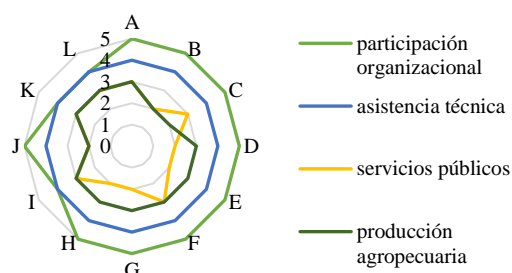 A
B
C
D
E
F
G
H
I
J
K
L
5
4
3
2
1
0
participación
organizacional
asistencia técnica
servicios públicos
producción
agropecuaria